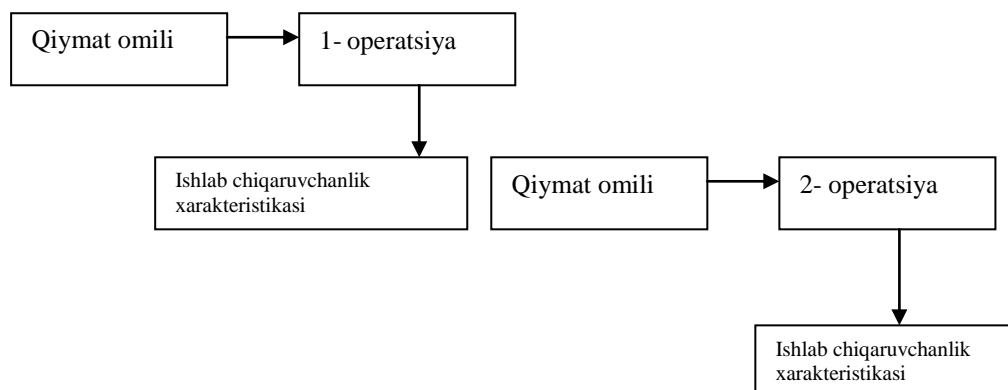 Qiymat omili
1- operatsiya
Ishlab chiqaruvchanlik
xarakteristikasi
Qiymat omili
2- operatsiya
Ishlab chiqaruvchanlik
xarakteristikasi